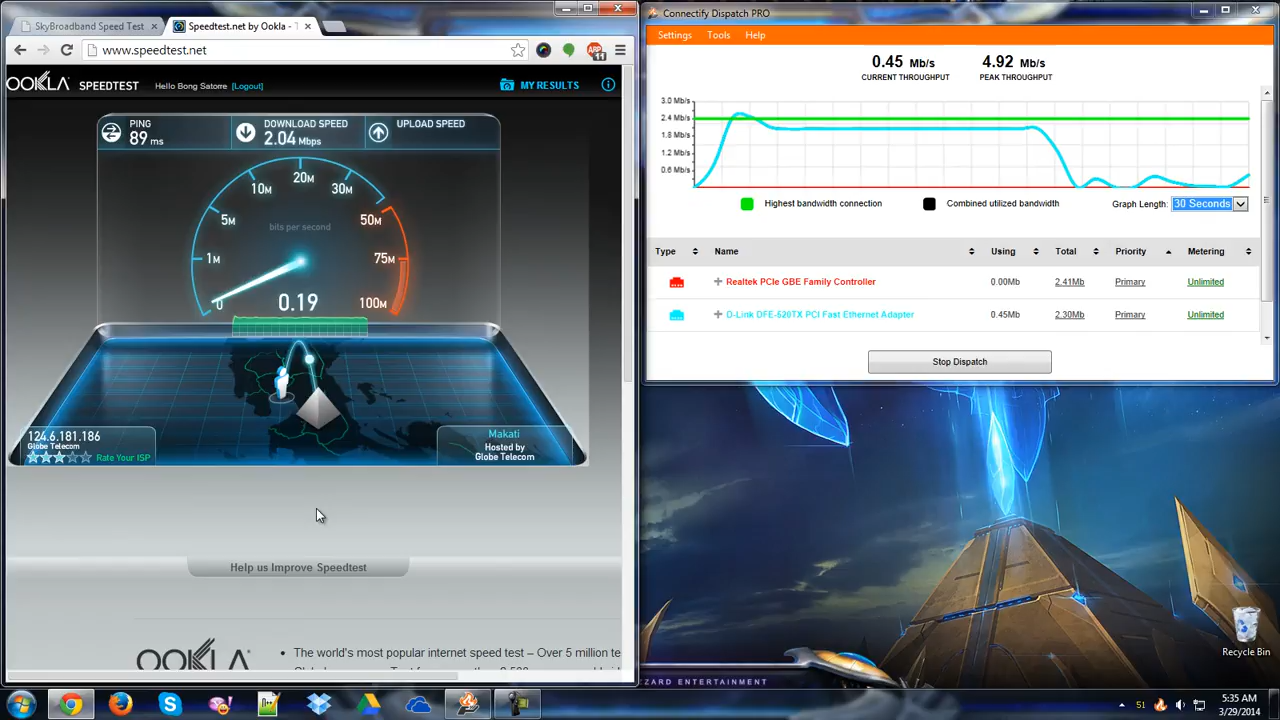 SkyBroadband Speed Test
Speedtest.net by Ookla - T
www.speedtest.net
ABP
11
OOKLA SPEEDTEST
Hello Bong Satorre (Logout)
MY RESULTS
PING
89 ms
DOWNLOAD SPEED
2.04 Mbps
UPLOAD SPEED
20M
10M
30M
5M
50M
bits per second
1M
75M
0
0.19
100M
124.6.181.186
Globe Telecom
Rate Your ISP
Makati
Hosted by
Globe Telecom
Help us Improve Speedtest
OOKLA
• The world's most popular internet speed test – Over 5 million te
Connectify Dispatch PRO
Settings Tools Help
0.45 Mb/s
CURRENT THROUGHPUT
4.92 Mb/s
PEAK THROUGHPUT
3.0 Mb/s
2.4 Mb/s
1.8 Mb/s
1.2 Mb/s
0.6 Mb/s
Highest bandwidth connection
Combined utilized bandwidth
Graph Length: 30 Seconds
Type Name Using Total Priority Metering
Realtek PCIe GBE Family Controller 0.00Mb 2.41Mb Primary Unlimited
D-Link DFE-520TX PCI Fast Ethernet Adapter 0.45Mb 2.30Mb Primary Unlimited
Stop Dispatch
Recycle Bin
ZZARD ENTERTAINMENT
51
5:35 AM
3/29/2014